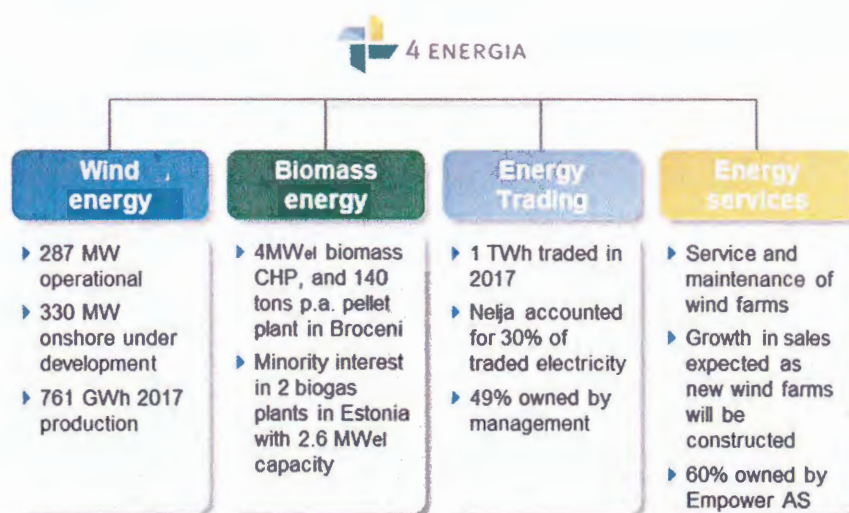 4 ENERGIA
Wind
energy
287 MW
operational
330 MW
onshore under
development
761 GWh 2017
production
Biomass
energy
4MWel biomass
CHP, and 140
tons p.a. pellet
plant in Broceni
Minority interest
in 2 biogas
plants in Estonia
with 2.6 MWel
capacity
Energy
Trading
1 TWh traded in
2017
Nelja accounted
for 30% of
traded electricity
49% owned by
management
Energy
services
Service and
maintenance of
wind farms
Growth in sales
expected as
new wind farms
will be
constructed
60% owned by
Empower AS